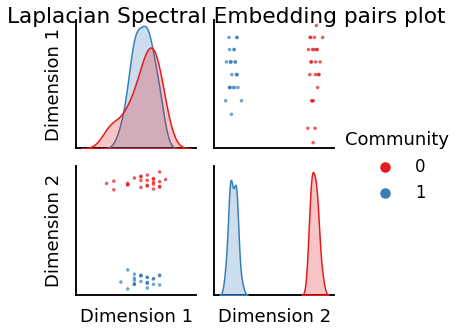 Laplacian Spectral Embedding pairs plot
Dimension 1
Community
0
1
Dimension 2
Dimension 1
Dimension 2